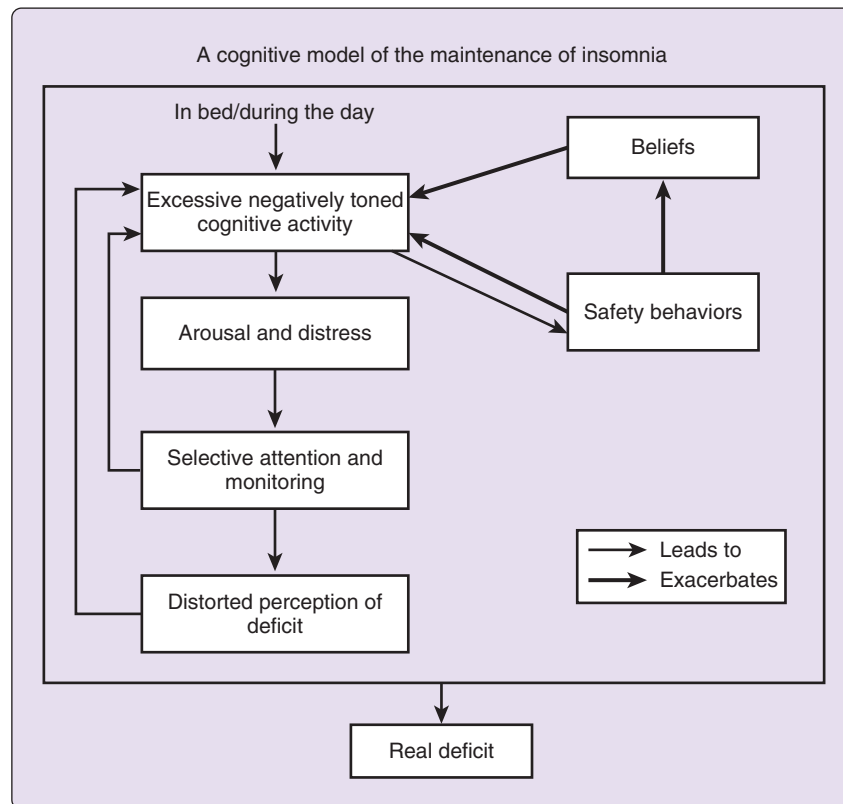 A cognitive model of the maintenance of insomnia
In bed/during the day
Beliefs
Excessive negatively toned
cognitive activity
Safety behaviors
Arousal and distress
Selective attention and
monitoring
Leads to
Exacerbates
Distorted perception of
deficit
Real deficit